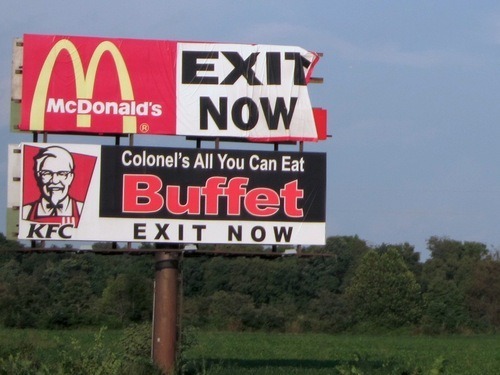 McDonald's
®
EXIT
NOW
Colonel's All You Can Eat
Buffet
KFC
EXIT NOW